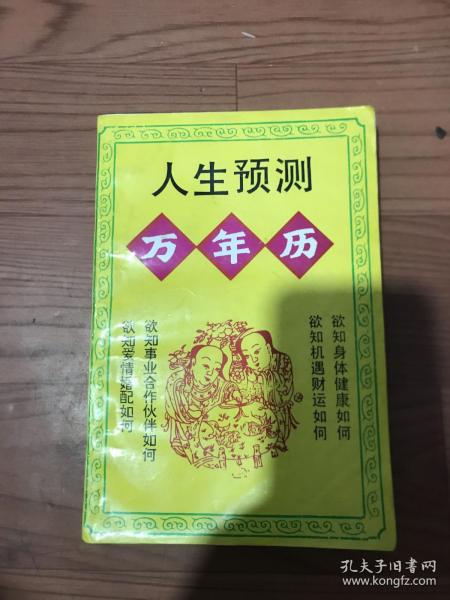 人生预测
万年历
欲知身体健康如何
欲知机遇财运如何
欲知事业合作伙伴如何
欲知爱情婚配如何
孔夫子旧书网
www.kongfz.com